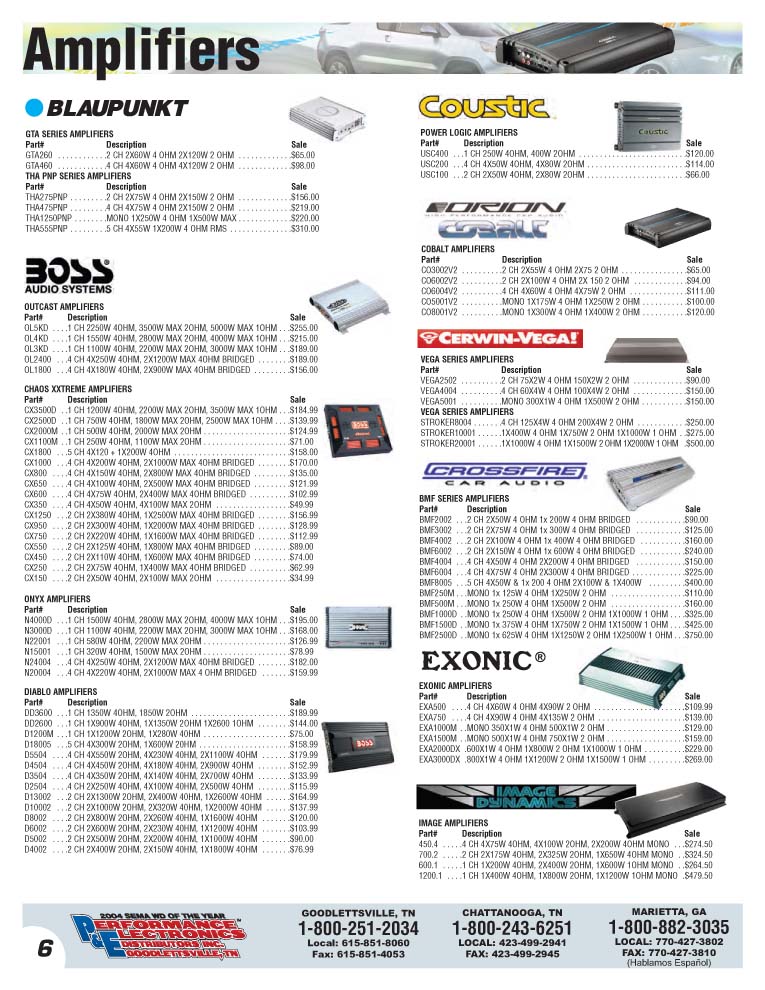 Amplifiers
BLAUPUNKT
GTA SERIES AMPLIFIERS
Part# Description Sale
GTA260 ...........2 CH 2X60W 4 OHM 2X120W 2 OHM ............$65.00
GTA460 ...........4 CH 4X60W 4 OHM 4X120W 2 OHM ............$98.00
THA PNP SERIES AMPLIFIERS
Part# Description Sale
THA275PNP ........2 CH 2X75W 4 OHM 2X150W 2 OHM ............$156.00
THA475PNP ........4 CH 4X75W 4 OHM 2X150W 2 OHM ............$219.00
THA1250PNP .......MONO 1X250W 4 OHM 1X500W MAX ...........$220.00
THA555PNP ........5 CH 4X55W 1X200W 4 OHM RMS .............$310.00
BOSS
AUDIO SYSTEMS
OUTCAST AMPLIFIERS
Part# Description Sale
OL5KD ....1 CH 2250W 4OHM, 3500W MAX 2OHM, 5000W MAX 1OHM ...$255.00
OL4KD ....1 CH 1550W 4OHM, 2800W MAX 2OHM, 4000W MAX 1OHM ...$215.00
OL3KD ....1 CH 1100W 4OHM, 2200W MAX 2OHM, 3000W MAX 1OHM ...$189.00
OL2400 ...4 CH 4X250W 4OHM, 2X1200W MAX 4OHM BRIDGED ........$189.00
OL1800 ...4 CH 4X180W 4OHM, 2X900W MAX 4OHM BRIDGED .........$156.00
CHAOS XXTREME AMPLIFIERS
Part# Description Sale
CX3500D ..1 CH 1200W 4OHM, 2200W MAX 2OHM, 3500W MAX 1OHM ...$184.99
CX2500D ..1 CH 750W 4OHM, 1800W MAX 2OHM, 2500W MAX 1OHM ...$139.99
CX2000M ..1 CH 500W 4OHM, 2000W MAX 2OHM ................$124.99
CX1100M ..1 CH 250W 4OHM, 1100W MAX 2OHM ................$71.00
CX1800 ...5 CH 4X120 + 1X200W 4OHM ......................$158.00
CX1000 ...4 CH 4X200W 4OHM, 2X1000W MAX 4OHM BRIDGED .......$170.00
CX800 ....4 CH 4X150W 4OHM, 2X800W MAX 4OHM BRIDGED ........$135.00
CX650 ....4 CH 4X100W 4OHM, 2X500W MAX 4OHM BRIDGED ........$121.99
CX600 ....4 CH 4X75W 4OHM, 2X400W MAX 4OHM BRIDGED .........$102.99
CX350 ....4 CH 4X50W 4OHM, 4X100W MAX 2OHM ..............$49.99
CX1250 ...2 CH 2X380W 4OHM, 1X2500W MAX 4OHM BRIDGED .......$156.99
CX950 ....2 CH 2X300W 4OHM, 1X2000W MAX 4OHM BRIDGED .......$128.99
CX750 ....2 CH 2X220W 4OHM, 1X1600W MAX 4OHM BRIDGED .......$112.99
CX550 ....2 CH 2X125W 4OHM, 1X800W MAX 4OHM BRIDGED ........$89.00
CX450 ....2 CH 2X110W 4OHM, 1X600W MAX 4OHM BRIDGED ........$74.00
CX250 ....2 CH 2X75W 4OHM, 1X400W MAX 4OHM BRIDGED .........$62.99
CX150 ....2 CH 2X50W 4OHM, 2X100W MAX 2OHM ..............$34.99
ONYX AMPLIFIERS
Part# Description Sale
N4000D ...1 CH 1500W 4OHM, 2800W MAX 2OHM, 4000W MAX 1OHM ...$195.00
N3000D ...1 CH 1100W 4OHM, 2200W MAX 2OHM, 3000W MAX 1OHM ...$168.00
N22001 ...1 CH 580W 4OHM, 2200W MAX 2OHM ................$126.99
N15001 ...1 CH 320W 4OHM, 1500W MAX 2OHM ................$78.99
N24004 ...4 CH 4X250W 4OHM, 2X1200W MAX 4OHM BRIDGED .......$182.00
N20004 ...4 CH 4X220W 4OHM, 2X1000W MAX 4 OHM BRIDGED ......$159.99
DIABLO AMPLIFIERS
Part# Description Sale
DD3600 ...1 CH 1350W 4OHM, 1850W 2OHM ...................$189.99
DD2600 ...1 CH 1X900W 4OHM, 1X1350W 2OHM 1X2600 1OHM .......$144.00
D1200M ...1 CH 1X1200W 2OHM, 1X280W 4OHM ................$75.00
D18005 ...5 CH 4X300W 2OHM, 1X600W 2OHM .................$158.99
D5504 ....4 CH 4X550W 2OHM, 4X230W 2OHM, 2X1100W 4OHM .......$179.99
D4504 ....4 CH 4X450W 2OHM, 4X180W 2OHM, 2X900W 4OHM ........$152.99
D3504 ....4 CH 4X350W 2OHM, 4X140W 2OHM, 2X700W 4OHM ........$133.99
D2504 ....4 CH 4X250W 2OHM, 4X100W 2OHM, 2X500W 4OHM ........$115.99
D13002 ...2 CH 2X1300W 2OHM, 2X400W 4OHM, 1X2600W 4OHM ......$164.99
D10002 ...2 CH 2X1000W 2OHM, 2X320W 4OHM, 1X2000W 4OHM ......$137.99
D8002 ....2 CH 2X800W 2OHM, 2X260W 4OHM, 1X1600W 4OHM .......$120.00
D6002 ....2 CH 2X600W 2OHM, 2X230W 4OHM, 1X1200W 4OHM .......$103.99
D5002 ....2 CH 2X500W 2OHM, 2X200W 4OHM, 1X1000W 4OHM .......$90.00
D4002 ....2 CH 2X400W 2OHM, 2X150W 4OHM, 1X800W 4OHM ........$76.99
COUSTIC
POWER LOGIC AMPLIFIERS
Part# Description Sale
USC400 ...1 CH 250W 4OHM, 400W 2OHM .....................$120.00
USC200 ...4 CH 4X50W 4OHM, 4X80W 2OHM ...................$114.00
USC100 ...2 CH 2X50W 4OHM, 2X80W 2OHM ...................$66.00
ORION
HIGH PERFORMANCE CAR AUDIO
COBALT
COBALT AMPLIFIERS
Part# Description Sale
CO3002V2 ..........2 CH 2X55W 4 OHM 2X75 2 OHM ..............$65.00
CO6002V2 ..........2 CH 2X100W 4 OHM 2X 150 2 OHM ............$94.00
CO6004V2 ..........4 CH 4X60W 4 OHM 4X75W 2 OHM .............$111.00
CO5001V2 ..........MONO 1X175W 4 OHM 1X250W 2 OHM ..........$100.00
CO8001V2 ..........MONO 1X300W 4 OHM 1X400W 2 OHM ..........$120.00
CERWIN-VEGA!
VEGA SERIES AMPLIFIERS
Part# Description Sale
VEGA2502 ..........2 CH 75X2W 4 OHM 150X2W 2 OHM ............$90.00
VEGA4004 ..........4 CH 60X4W 4 OHM 100X4W 2 OHM ............$150.00
VEGA5001 ..........MONO 300X1W 4 OHM 1X500W 2 OHM ..........$150.00
VEGA SERIES AMPLIFIERS
STROKER8004 .......4 CH 125X4W 4 OHM 200X4W 2 OHM ...........$250.00
STROKER10001 ......1X400W 4 OHM 1X750W 2 OHM 1X1000W 1 OHM ..$275.00
STROKER20001 ......1X1000W 4 OHM 1X1500W 2 OHM 1X2000W 1 OHM .$500.00
CROSSFIRE
CAR AUDIO
BMF SERIES AMPLIFIERS
Part# Description Sale
BMF2002 ...2 CH 2X50W 4 OHM 1x 200W 4 OHM BRIDGED ............$90.00
BMF3002 ...2 CH 2X75W 4 OHM 1x 300W 4 OHM BRIDGED ............$125.00
BMF4002 ...2 CH 2X100W 4 OHM 1x 400W 4 OHM BRIDGED ...........$160.00
BMF6002 ...2 CH 2X150W 4 OHM 1x 600W 4 OHM BRIDGED ...........$240.00
BMF4004 ...4 CH 4X50W 4 OHM 2X200W 4 OHM BRIDGED .............$150.00
BMF6004 ...4 CH 4X75W 4 OHM 2X300W 4 OHM BRIDGED .............$225.00
BMF8005 ...5 CH 4X50W & 1x 200 4 OHM 2X100W & 1X400W .........$400.00
BMF250M ...MONO 1x 125W 4 OHM 1X250W 2 OHM ...................$110.00
BMF500M ...MONO 1x 250W 4 OHM 1X500W 2 OHM ...................$160.00
BMF1000D ..MONO 1x 250W 4 OHM 1X500W 2 OHM 1X1000W 1 OHM ....$325.00
BMF1500D ..MONO 1x 375W 4 OHM 1X750W 2 OHM 1X1500W 1 OHM ....$425.00
BMF2500D ..MONO 1x 625W 4 OHM 1X1250W 2 OHM 1X2500W 1 OHM ...$750.00
EXONIC®
EXONIC AMPLIFIERS
Part# Description Sale
EXA500 ....4 CH 4X60W 4 OHM 4X90W 2 OHM ......................$109.99
EXA750 ....4 CH 4X90W 4 OHM 4X135W 2 OHM .....................$139.00
EXA1000M ..MONO 350X1W 4 OHM 500X1W 2 OHM ....................$129.00
EXA1500M ..MONO 500X1W 4 OHM 750X1W 2 OHM ....................$159.00
EXA2000DX .600X1W 4 OHM 1X800W 2 OHM 1X1000W 1 OHM ..........$229.00
EXA3000DX .800X1W 4 OHM 1X1200W 2 OHM 1X1500W 1 OHM .........$269.00
IMAGE
DYNAMICS
IMAGE AMPLIFIERS
Part# Description Sale
450.4 .....4 CH 4X75W 4OHM, 4X100W 2OHM, 2X200W 4OHM MONO ...$274.50
700.2 .....2 CH 2X175W 4OHM, 2X325W 2OHM, 1X650W 4OHM MONO ..$324.50
600.1 .....1 CH 1X200W 4OHM, 2X400W 2OHM, 1X600W 1OHM MONO ..$264.50
1200.1 ....1 CH 1X400W 4OHM, 1X800W 2OHM, 1X1200W 1OHM MONO .$479.50
6
2004 SEMA WD OF THE YEAR
PERFORMANCE
& ELECTRONICS
DISTRIBUTORS INC.
GOODLETTSVILLE, TN
GOODLETTSVILLE, TN
1-800-251-2034
Local: 615-851-8060
Fax: 615-851-4053
CHATTANOOGA, TN
1-800-243-6251
LOCAL: 423-499-2941
FAX: 423-499-2945
MARIETTA, GA
1-800-882-3035
LOCAL: 770-427-3802
FAX: 770-427-3810
(Hablamos Español)